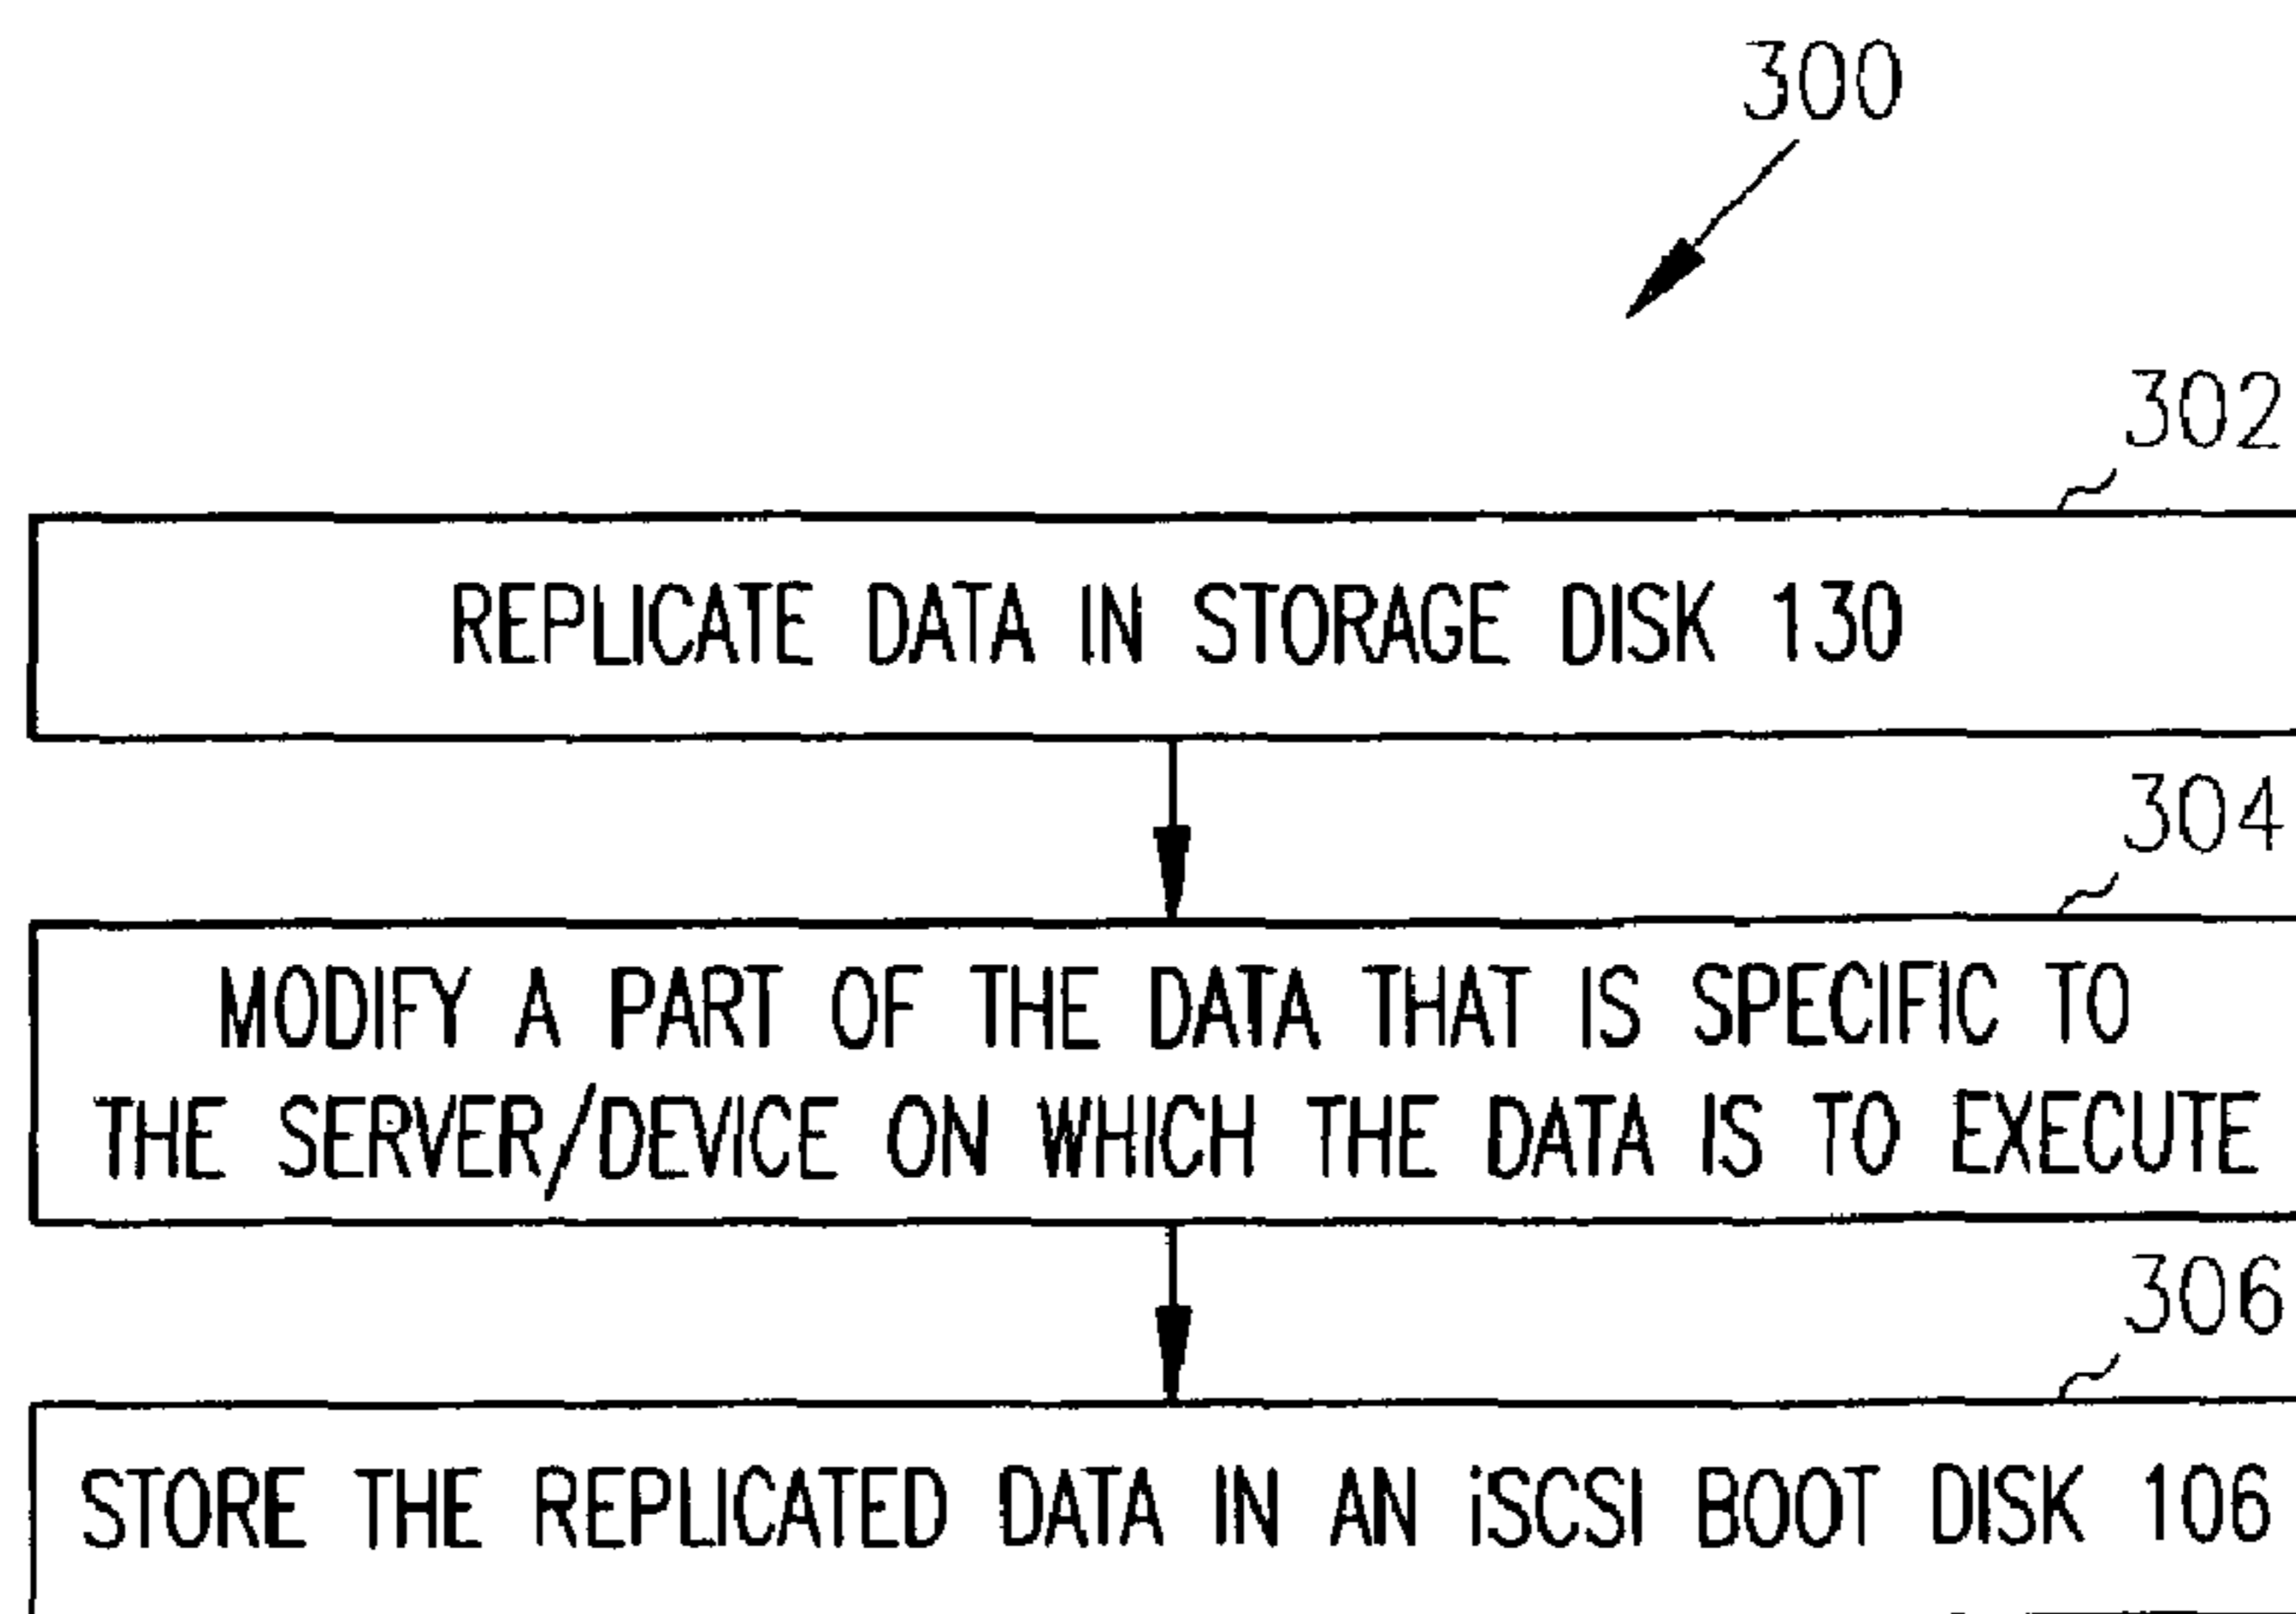 300
302
REPLICATE DATA IN STORAGE DISK 130
304
MODIFY A PART OF THE DATA THAT IS SPECIFIC TO
THE SERVER/DEVICE ON WHICH THE DATA IS TO EXECUTE
306
STORE THE REPLICATED DATA IN AN iSCSI BOOT DISK 106